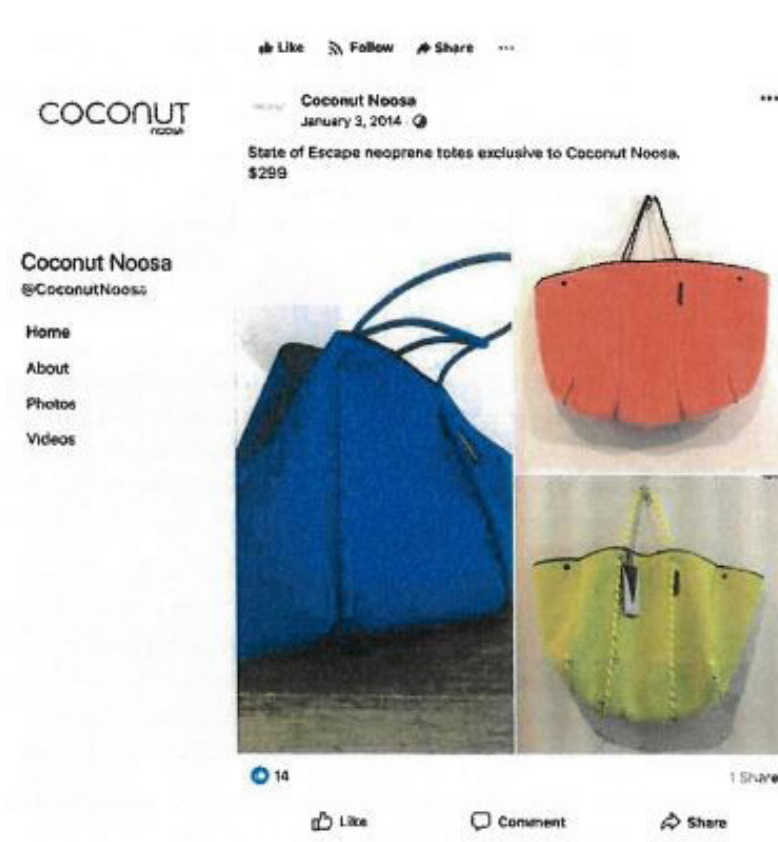 Like Follow Share ...
COCONUT
NOOSA
Coconut Noosa
January 3, 2014
State of Escape neoprene totes exclusive to Coconut Noosa.
$299
Coconut Noosa
@CoconutNoosa
Home
About
Photos
Videos
14
1 Share
Like Comment Share